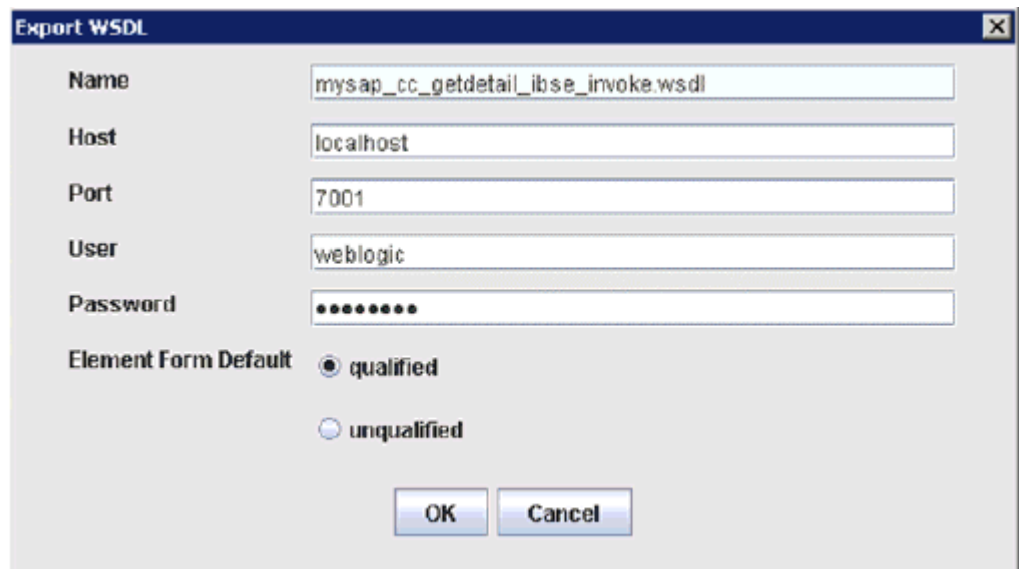 Export WSDL
Name mysap_cc_getdetail_ibse_invoke.wsdl
Host localhost
Port 7001
User weblogic
Password ●●●●●●●●
Element Form Default qualified
unqualified
OK Cancel